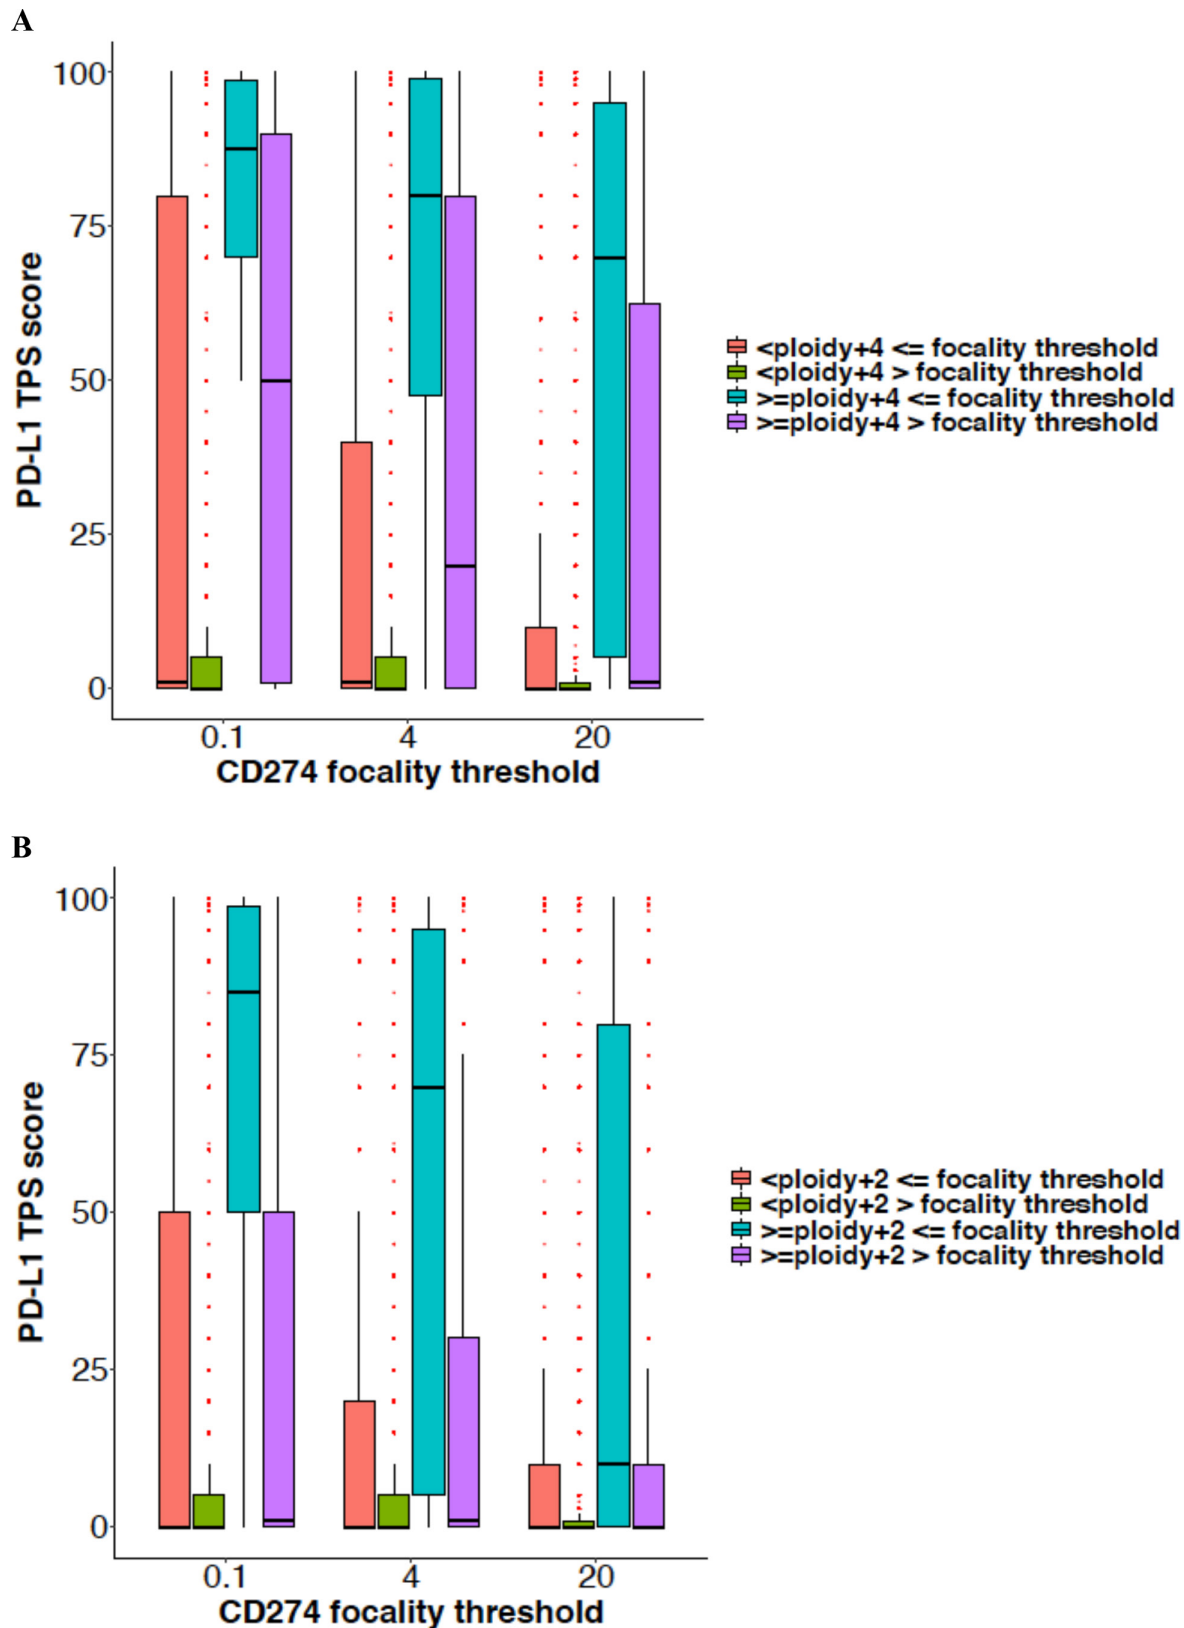 A
100
75
50
25
0
PD-L1 TPS score
0.1 4 20
CD274 focality threshold
<ploidy+4 <= focality threshold
<ploidy+4 > focality threshold
>=ploidy+4 <= focality threshold
>=ploidy+4 > focality threshold
B
100
75
50
25
0
PD-L1 TPS score
0.1 4 20
CD274 focality threshold
<ploidy+2 <= focality threshold
<ploidy+2 > focality threshold
>=ploidy+2 <= focality threshold
>=ploidy+2 > focality threshold